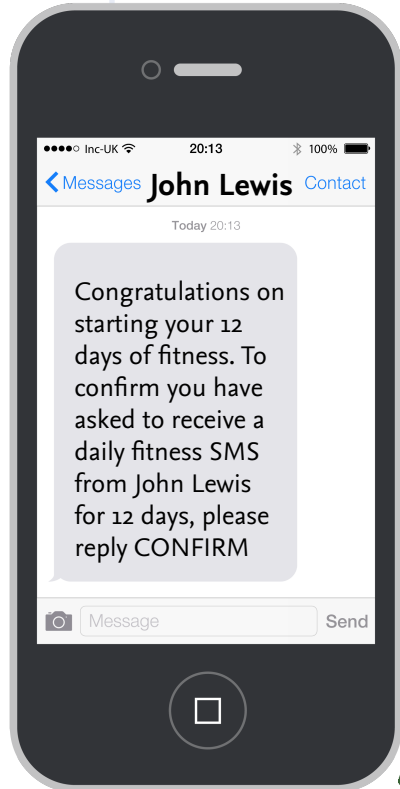 Inc-UK 20:13 100%
Messages John Lewis Contact
Today 20:13
Congratulations on
starting your 12
days of fitness. To
confirm you have
asked to receive a
daily fitness SMS
from John Lewis
for 12 days, please
reply CONFIRM
Message Send